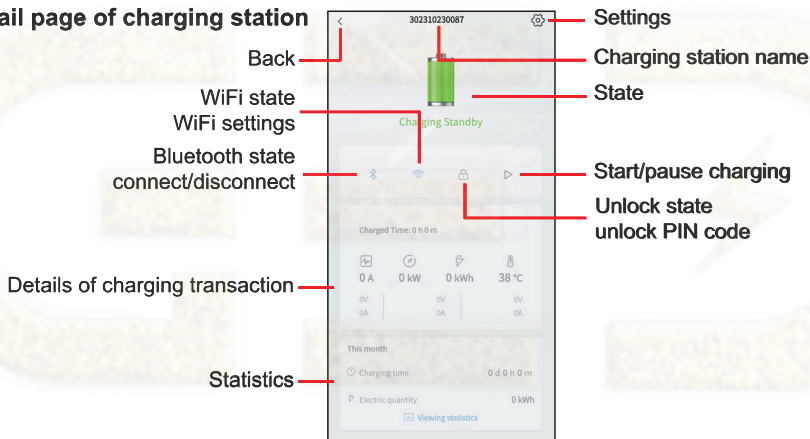 ail page of charging station
302310230087
Settings
Back
Charging station name
WiFi state
WiFi settings
State
Charging Standby
Bluetooth state
connect/disconnect
Start/pause charging
Unlock state
unlock PIN code
Charged Time: 0 h 0 m
0 A 0 kW 0 kWh 38 °C
Details of charging transaction
0V 0V 0V
0A 0A 0A
This month
Charging time 0 d 0 h 0 m
Statistics
Electric quantity 0 kWh
Viewing statistics